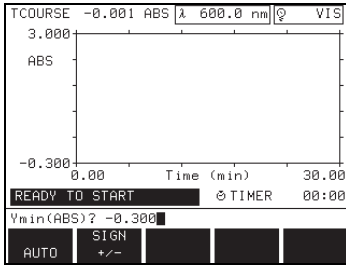 TCOURSE -0.001 ABS λ 600.0 nm VIS
3.000
ABS
-0.300
0.00 Time (min) 30.00
READY TO START TIMER 00:00
Ymin(ABS)? -0.300
AUTO SIGN +/-